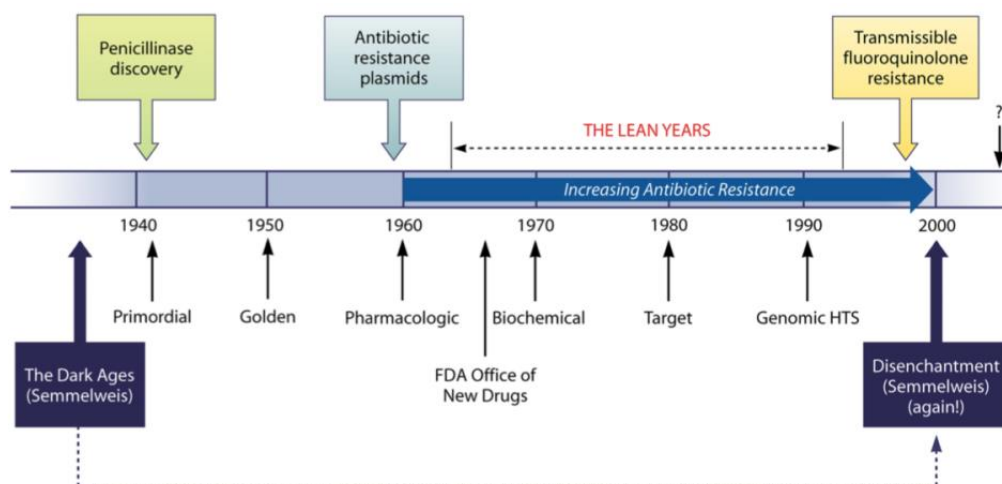 Penicillinase
discovery
Antibiotic
resistance
plasmids
Transmissible
fluoroquinolone
resistance
?
THE LEAN YEARS
Increasing Antibiotic Resistance
1940 1950 1960 1970 1980 1990 2000
Primordial Golden Pharmacologic Biochemical Target Genomic HTS
FDA Office of
New Drugs
The Dark Ages
(Semmelweis)
Disenchantment
(Semmelweis)
(again!)